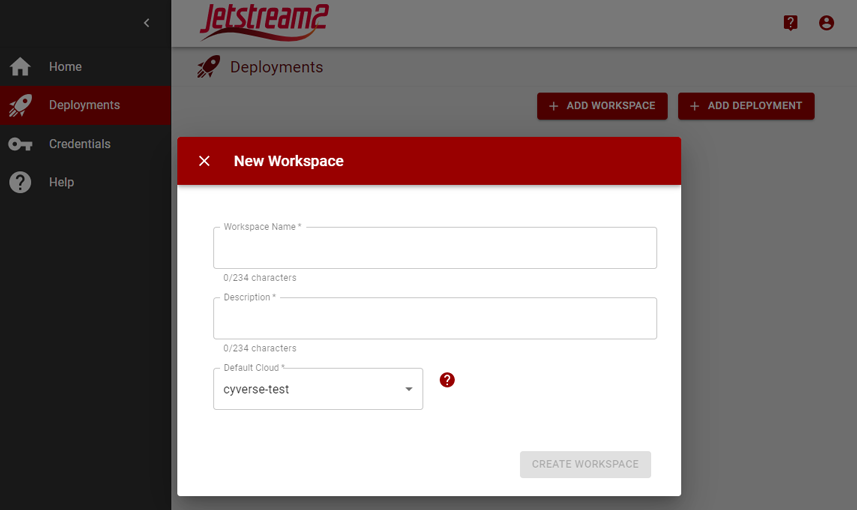 Jetstream2
Home
Deployments
Credentials
Help
Deployments
ADD WORKSPACE
ADD DEPLOYMENT
New Workspace
Workspace Name *
0/234 characters
Description *
0/234 characters
Default Cloud *
cyverse-test
CREATE WORKSPACE